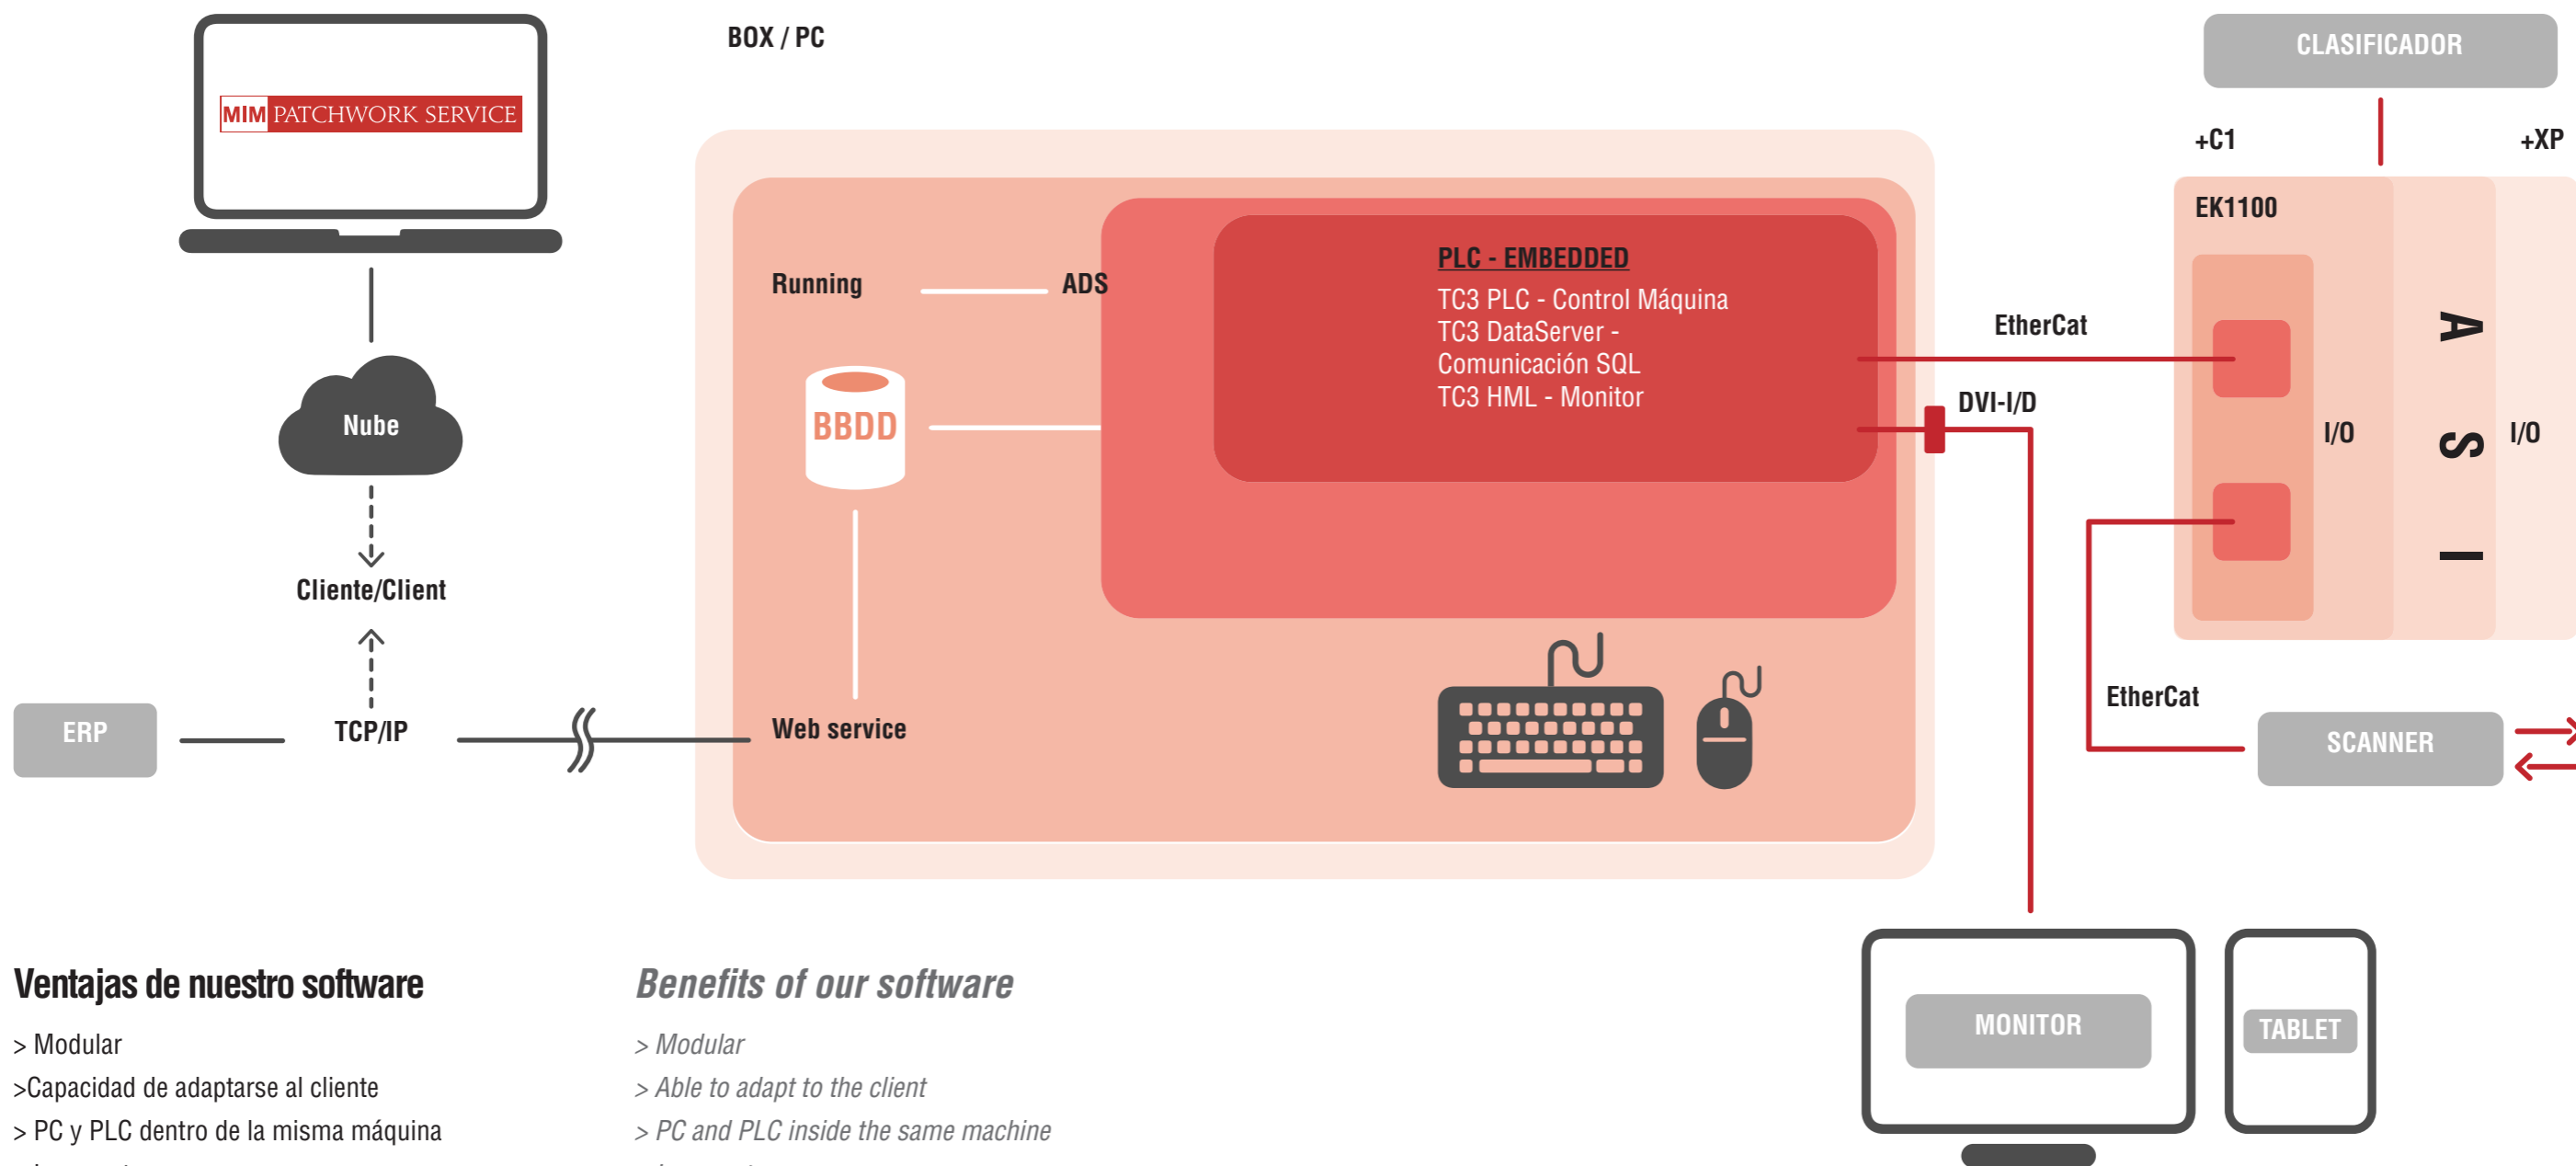 BOX / PC
CLASIFICADOR
MIM PATCHWORK SERVICE
+C1
+XP
EK1100
Running
ADS
PLC - EMBEDDED
TC3 PLC - Control Máquina
TC3 DataServer -
Comunicación SQL
TC3 HML - Monitor
EtherCat
A S I
DVI-I/D
Nube
BBDD
I/O
I/O
Cliente/Client
EtherCat
ERP
TCP/IP
Web service
SCANNER
Ventajas de nuestro software
> Modular
>Capacidad de adaptarse al cliente
> PC y PLC dentro de la misma máquina
Benefits of our software
> Modular
> Able to adapt to the client
> PC and PLC inside the same machine
MONITOR
TABLET